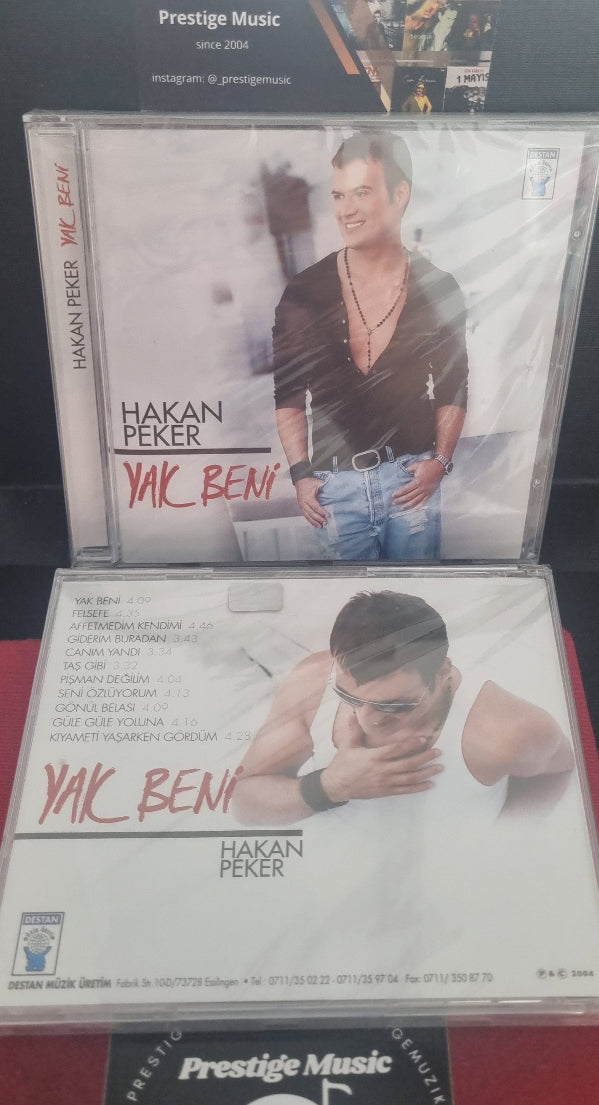 Prestige Music
since 2004
instagram: @_prestigemusic
1 MAYIS
DESTAN
HAKAN PEKER YAK BENİ
HAKAN
PEKER
YAK BENİ
YAK BENİ 4.09
FELSEFE 4.35
AFFETMEDİM KENDİMİ 4.46
GİDERİM BURADAN 3.43
CANIM YANDI 3.34
TAŞ GİBİ 3.32
PİŞMAN DEĞİLİM 4.04
SENİ ÖZLÜYORUM 4.13
GÖNÜL BELASI 4.09
GÜLE GÜLE YOLUNA 4.16
KIYAMETİ YAŞARKEN GÖRDÜM 4.28
YAK BENİ
HAKAN
PEKER
DESTAN
müzik üretim
DESTAN MÜZİK ÜRETİM Fabrik Str. 10-D/73728 Esslingen • Tel : 0711/35 02 22 - 0711/35 97 04 Fax: 0711/ 350 87 70
℗ & © 2004
Prestige Music
PRESTIG
GEMUZIK